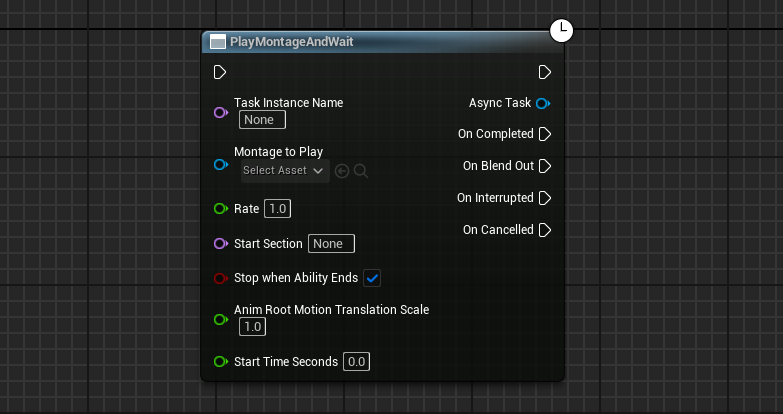 PlayMontageAndWait
Task Instance Name
None
Async Task
On Completed
Montage to Play
Select Asset
On Blend Out
On Interrupted
Rate 1.0
On Cancelled
Start Section None
Stop when Ability Ends
Anim Root Motion Translation Scale
1.0
Start Time Seconds 0.0